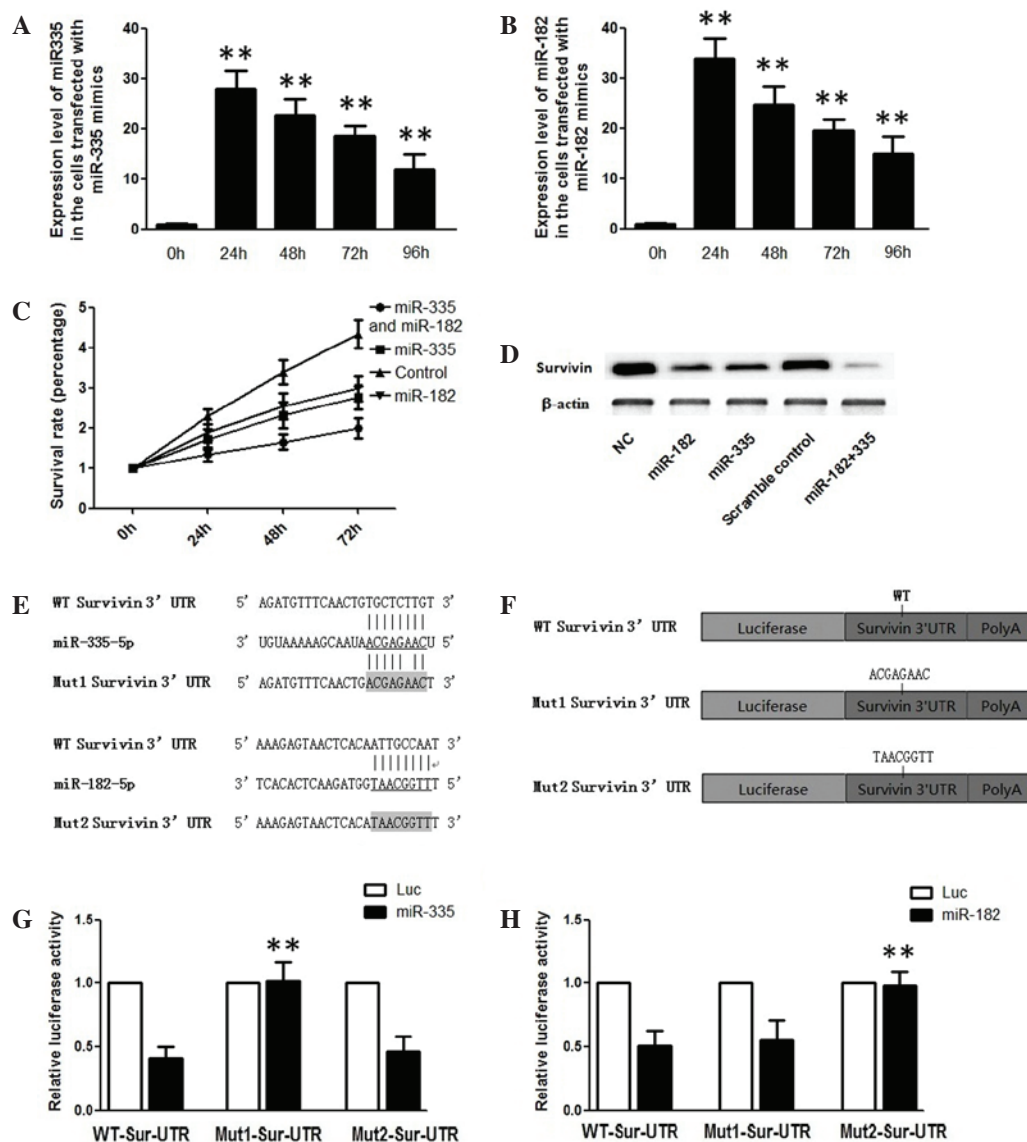 A
Expression level of miR335
in the cells transfected with
miR-335 mimics
40
30
20
10
0
**
**
**
**
0h
24h
48h
72h
96h
B
Expression level of miR-182
in the cells transfected with
miR-182 mimics
40
30
20
10
0
**
**
**
**
0h
24h
48h
72h
96h
C
Survival rate (percentage)
5
4
3
2
1
0
0h
24h
48h
72h
miR-335
and miR-182
miR-335
Control
miR-182
D
Survivin
β-actin
NC
miR-182
miR-335
Scramble control
miR-182+335
E
WT Survivin 3' UTR 5' AGATGTTTCAACTGTGCTCTTGT 3'
miR-335-5p 3' UGUAAAAAGCAAUAACGAGAACU 5'
Mut1 Survivin 3' UTR 5' AGATGTTTCAACTGACGAGAACT 3'
WT Survivin 3' UTR 5' AAAGAGTAACTCACAATTGCCAAT 3'
miR-182-5p 3' TCACACTCAAGATGGTAACGGTTT 5'
Mut2 Survivin 3' UTR 5' AAAGAGTAACTCACATAACGGTTT 3'
F
WT
WT Survivin 3' UTR Luciferase Survivin 3'UTR PolyA
ACGAGAAC
Mut1 Survivin 3' UTR Luciferase Survivin 3'UTR PolyA
TAACGGTT
Mut2 Survivin 3' UTR Luciferase Survivin 3'UTR PolyA
G
Relative luciferase activity
1.5
1.0
0.5
0.0
Luc
miR-335
**
WT-Sur-UTR
Mut1-Sur-UTR
Mut2-Sur-UTR
H
Relative luciferase activity
1.5
1.0
0.5
0.0
Luc
miR-182
**
WT-Sur-UTR
Mut1-Sur-UTR
Mut2-Sur-UTR